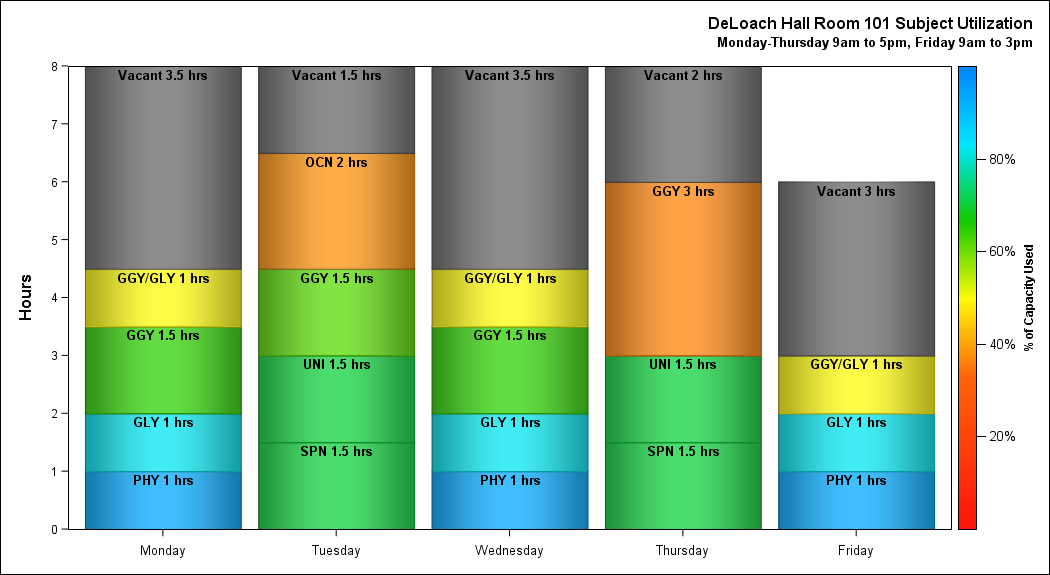 DeLoach Hall Room 101 Subject Utilization
Monday-Thursday 9am to 5pm, Friday 9am to 3pm
Hours
8
7
6
5
4
3
2
1
0
Vacant 3.5 hrs
GGY/GLY 1 hrs
GGY 1.5 hrs
GLY 1 hrs
PHY 1 hrs
Monday
Vacant 1.5 hrs
OCN 2 hrs
GGY 1.5 hrs
UNI 1.5 hrs
SPN 1.5 hrs
Tuesday
Vacant 3.5 hrs
GGY/GLY 1 hrs
GGY 1.5 hrs
GLY 1 hrs
PHY 1 hrs
Wednesday
Vacant 2 hrs
GGY 3 hrs
UNI 1.5 hrs
SPN 1.5 hrs
Thursday
Vacant 3 hrs
GGY/GLY 1 hrs
GLY 1 hrs
PHY 1 hrs
Friday
80%
60%
40%
20%
% of Capacity Used